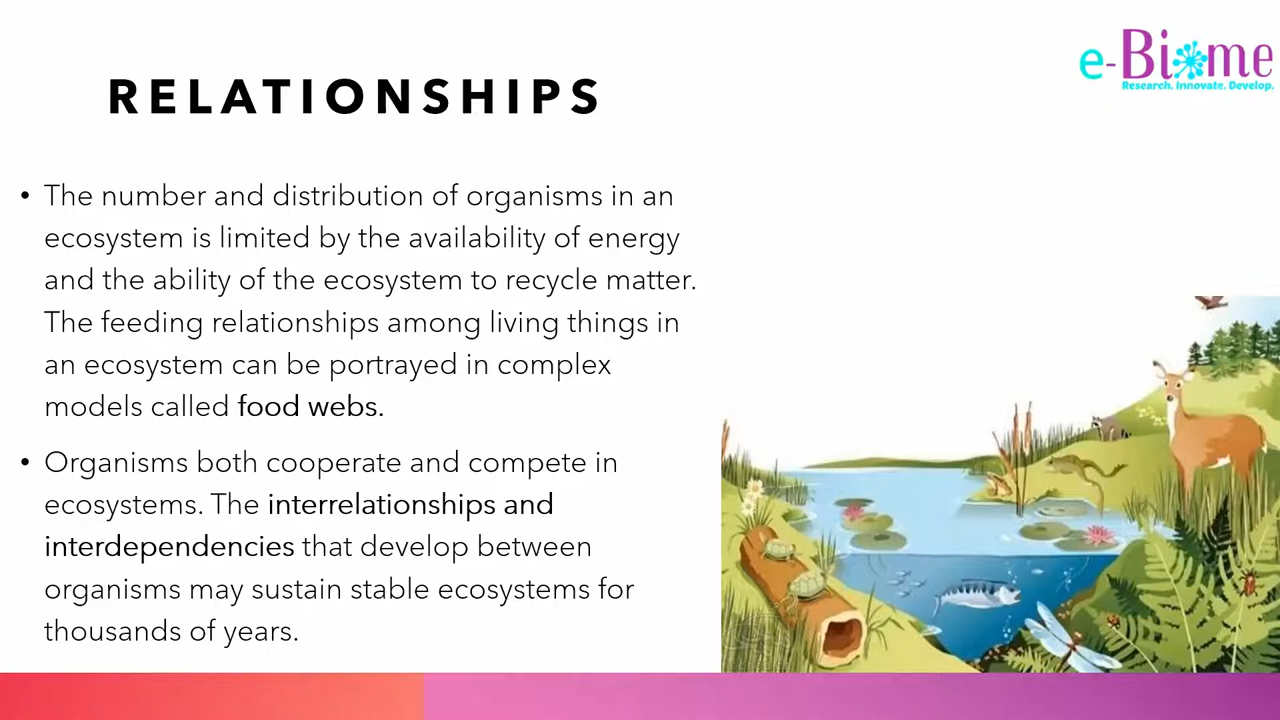 e-Biome
Research. Innovate. Develop.
RELATIONSHIPS
• The number and distribution of organisms in an
ecosystem is limited by the availability of energy
and the ability of the ecosystem to recycle matter.
The feeding relationships among living things in
an ecosystem can be portrayed in complex
models called food webs.
• Organisms both cooperate and compete in
ecosystems. The interrelationships and
interdependencies that develop between
organisms may sustain stable ecosystems for
thousands of years.